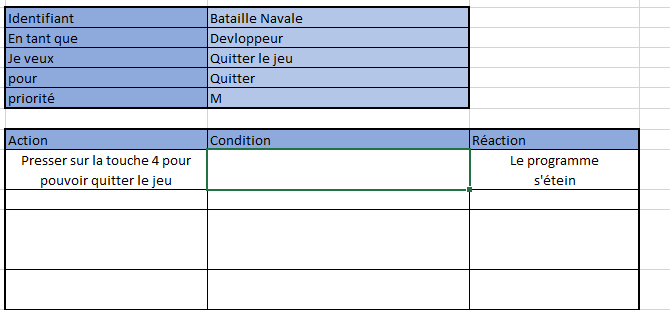 Identifiant Bataille Navale
En tant que Devloppeur
Je veux Quitter le jeu
pour Quitter
priorité M
Action Condition Réaction
Presser sur la touche 4 pour Le programme
pouvoir quitter le jeu s'étein